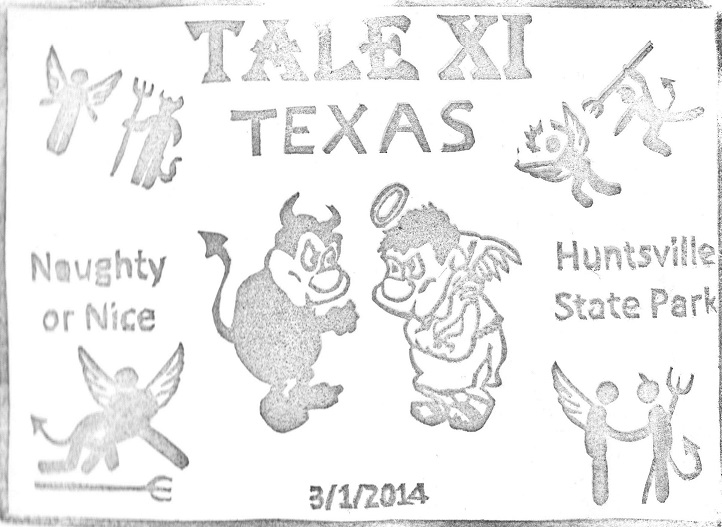 TALE XI
TEXAS
Naughty
or Nice
Huntsville
State Park
3/1/2014